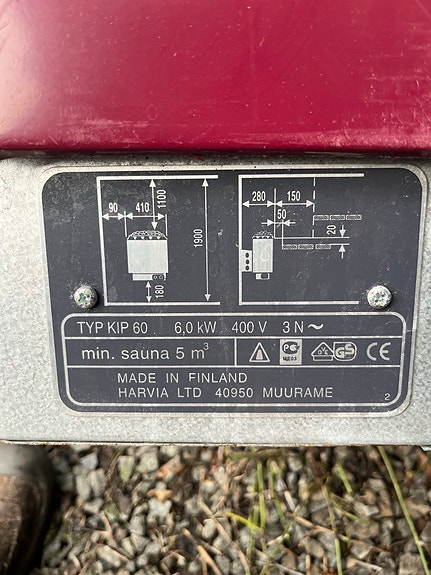 90 410 1100 1900 180
280 150 50 20
TYP KIP 60 6,0 kW 400 V 3 N ~
min. sauna 5 m³
GS CE
MADE IN FINLAND
HARVIA LTD 40950 MUURAME
2